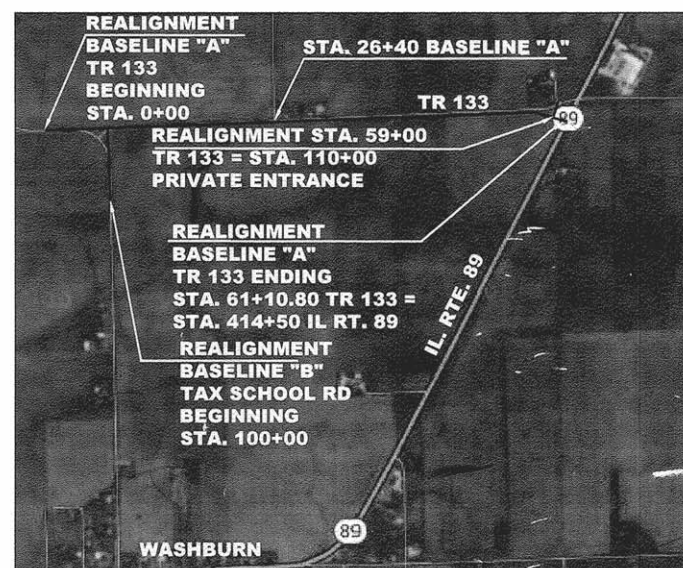 REALIGNMENT
BASELINE "A"
TR 133
BEGINNING
STA. 0+00
STA. 26+40 BASELINE "A"
TR 133
89
REALIGNMENT STA. 59+00
TR 133 = STA. 110+00
PRIVATE ENTRANCE
REALIGNMENT
BASELINE "A"
TR 133 ENDING
STA. 61+10.80 TR 133 =
STA. 414+50 IL RT. 89
IL. RTE. 89
REALIGNMENT
BASELINE "B"
TAX SCHOOL RD
BEGINNING
STA. 100+00
89
WASHBURN